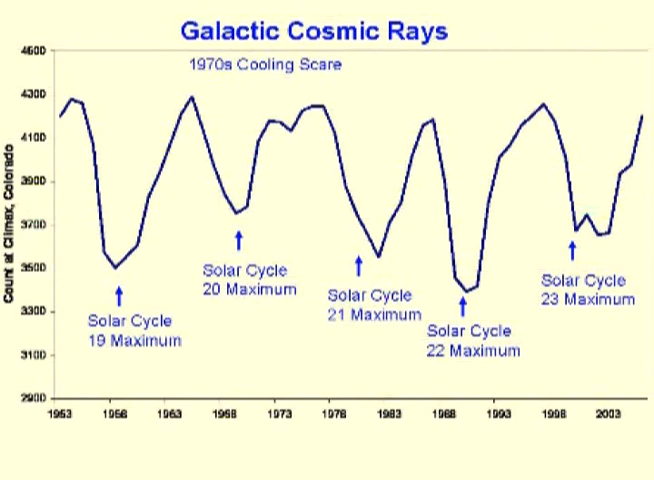 Galactic Cosmic Rays
4500
1970s Cooling Scare
4300
4100
3900
3700
3500
3300
3100
2900
Count at Climax, Colorado
Solar Cycle
19 Maximum
Solar Cycle
20 Maximum
Solar Cycle
21 Maximum
Solar Cycle
22 Maximum
Solar Cycle
23 Maximum
1953 1958 1963 1968 1973 1978 1983 1988 1993 1998 2003